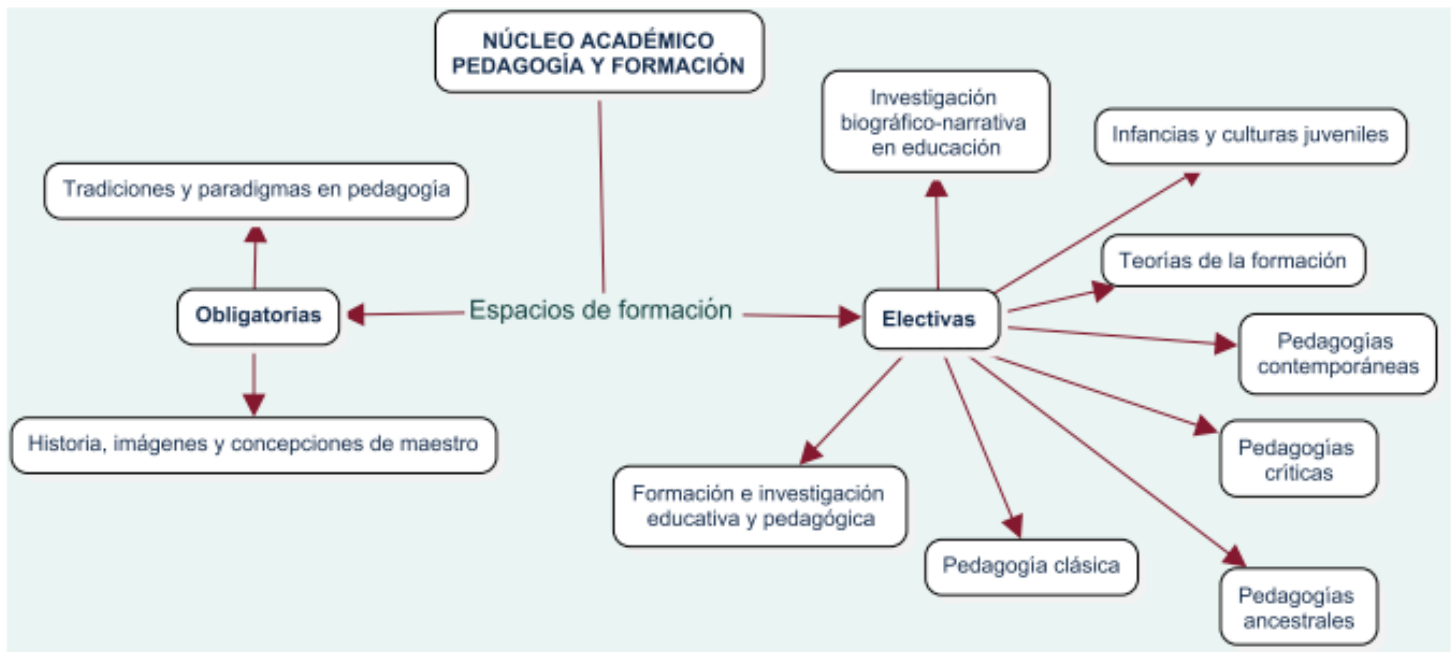 NÚCLEO ACADÉMICO
PEDAGOGÍA Y FORMACIÓN
Investigación
biográfico-narrativa
en educación
Infancias y culturas juveniles
Tradiciones y paradigmas en pedagogía
Teorías de la formación
Obligatorias
Espacios de formación
Electivas
Pedagogías
contemporáneas
Historia, imágenes y concepciones de maestro
Pedagogías
críticas
Formación e investigación
educativa y pedagógica
Pedagogía clásica
Pedagogías
ancestrales